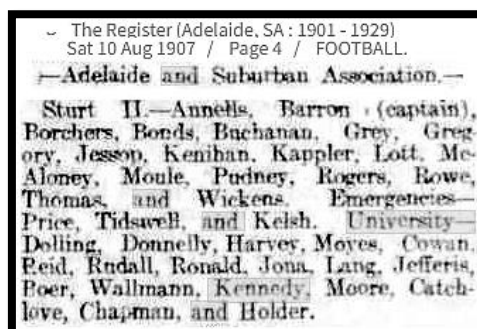 The Register (Adelaide, SA : 1901 - 1929)
Sat 10 Aug 1907 / Page 4 / FOOTBALL.
—Adelaide and Suburban Association.—
Sturt II.—Annells, Barron (captain),
Borchers, Bonds, Buchanan, Grey, Greg-
ory, Jessop, Kenihan, Kappler, Lott, Mc-
Aloney, Moule, Pudney, Rogers, Rowe,
Thomas, and Wickens. Emergencies—
Price, Tidswell, and Kelsh. University—
Dolling, Donnelly, Harvey, Moyes, Cowan,
Reid, Rudall, Ronald, Jona, Lang, Jefferis,
Poer, Wallmann, Kennedy, Moore, Catch-
love, Chapman, and Holder.